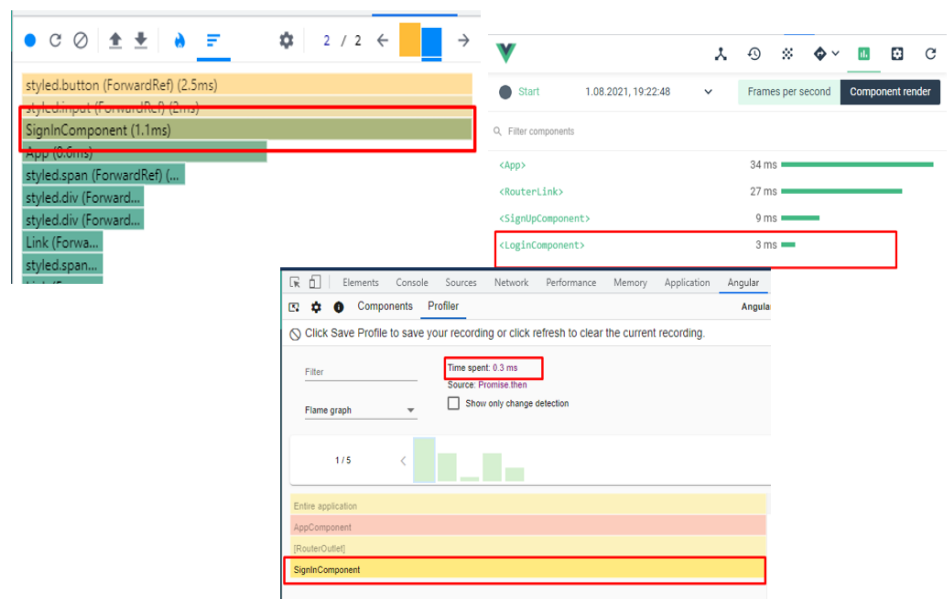 2 / 2
styled.button (ForwardRef) (2.5ms)
styled.input (ForwardRef) (2ms)
SignInComponent (1.1ms)
App (0.6ms)
styled.span (ForwardRef) (...
styled.div (Forward...
styled.div (Forward...
Link (Forwa...
styled.span...
Start 1.08.2021, 19:22:48 Frames per second Component render
Filter components
<App> 34 ms
<RouterLink> 27 ms
<SignUpComponent> 9 ms
<LoginComponent> 3 ms
Elements Console Sources Network Performance Memory Application Angular
Components Profiler Angula
Click Save Profile to save your recording or click refresh to clear the current recording.
Filter
Time spent: 0.3 ms
Source: Promise.then
Show only change detection
Flame graph
1 / 5
Entire application
AppComponent
[RouterOutlet]
SignInComponent